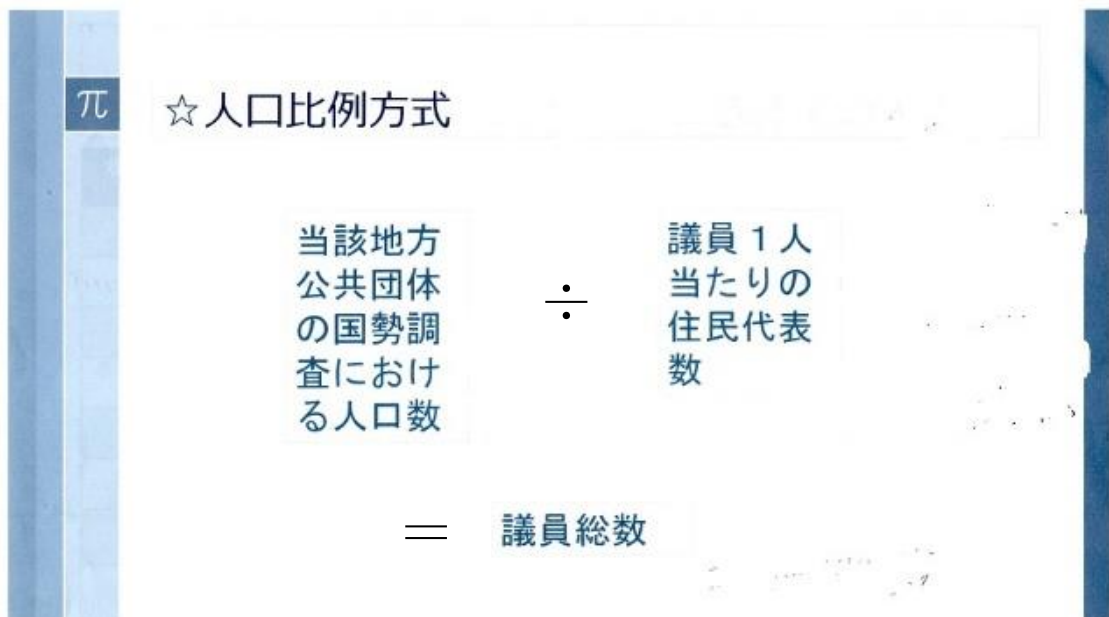 π
☆人口比例方式
当該地方
公共団体
の国勢調
査におけ
る人口数
÷
議員１人
当たりの
住民代表
数
＝ 議員総数